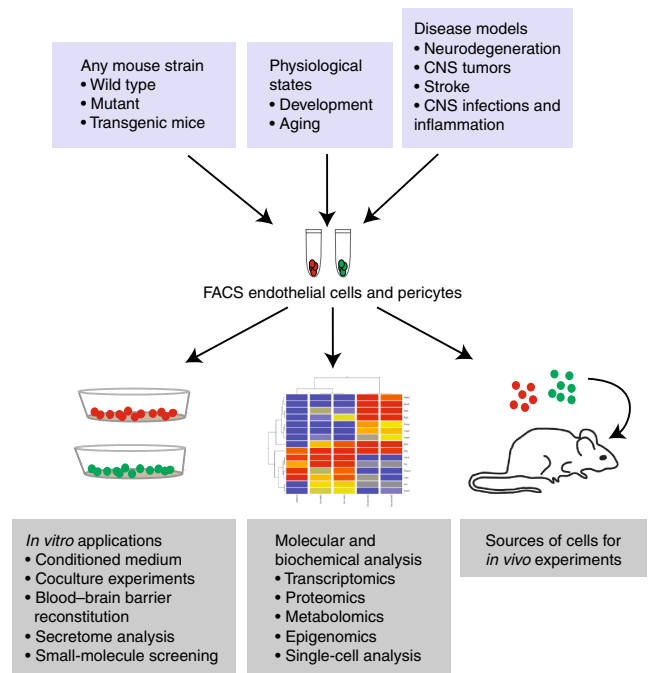 Any mouse strain
• Wild type
• Mutant
• Transgenic mice
Physiological
states
• Development
• Aging
Disease models
• Neurodegeneration
• CNS tumors
• Stroke
• CNS infections and
inflammation
FACS endothelial cells and pericytes
In vitro applications
• Conditioned medium
• Coculture experiments
• Blood–brain barrier
reconstitution
• Secretome analysis
• Small-molecule screening
Molecular and
biochemical analysis
• Transcriptomics
• Proteomics
• Metabolomics
• Epigenomics
• Single-cell analysis
Sources of cells for
in vivo experiments